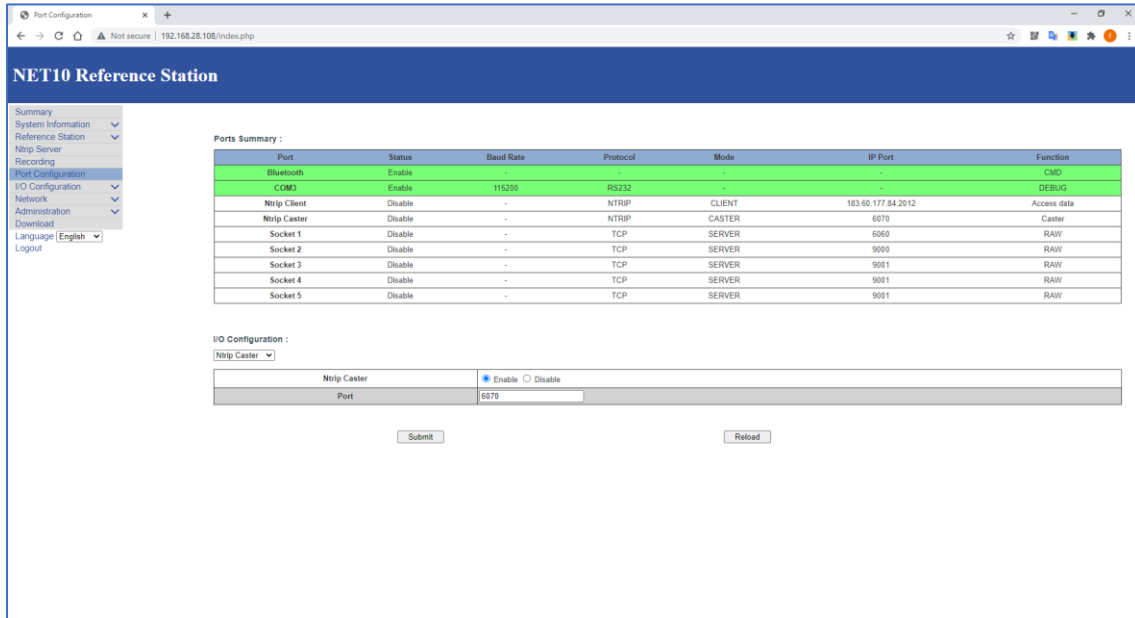 Port Configuration
Not secure | 192.168.28.108/index.php
NET10 Reference Station
Summary
System Information
Reference Station
Ntrip Server
Recording
Port Configuration
I/O Configuration
Network
Administration
Download
Language English
Logout
Ports Summary :
Port Status Baud Rate Protocol Mode IP Port Function
Bluetooth Enable - - - - CMD
COM3 Enable 115200 RS232 - - DEBUG
Ntrip Client Disable - NTRIP CLIENT 183.60.177.84:2012 Access data
Ntrip Caster Disable - NTRIP CASTER 6070 Caster
Socket 1 Disable - TCP SERVER 6060 RAW
Socket 2 Disable - TCP SERVER 9000 RAW
Socket 3 Disable - TCP SERVER 9001 RAW
Socket 4 Disable - TCP SERVER 9001 RAW
Socket 5 Disable - TCP SERVER 9001 RAW
I/O Configuration :
Ntrip Caster
Ntrip Caster Enable Disable
Port 6070
Submit Reload